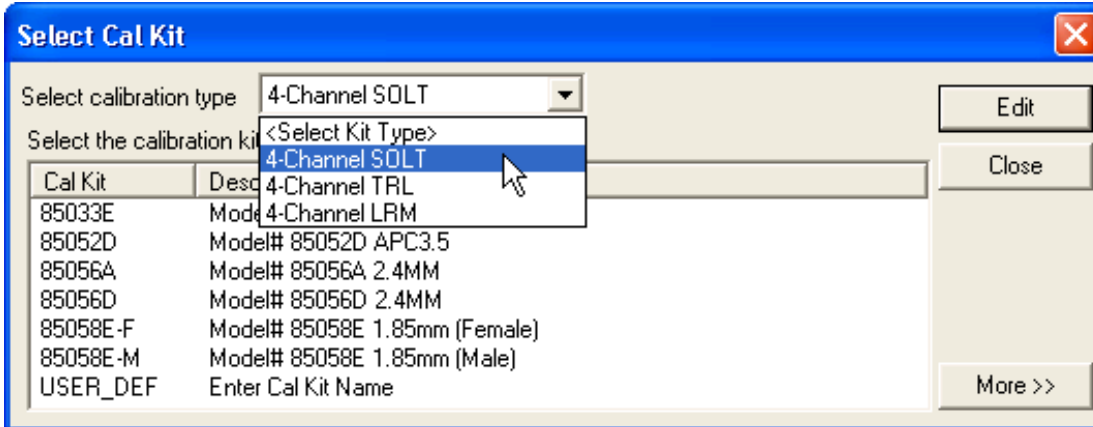 Select Cal Kit
Select calibration type 4-Channel SOLT
<Select Kit Type>
4-Channel SOLT
4-Channel TRL
4-Channel LRM
Select the calibration
Cal Kit
85033E
85052D Model# 85052D APC3.5
85056A Model# 85056A 2.4MM
85056D Model# 85056D 2.4MM
85058E-F Model# 85058E 1.85mm (Female)
85058E-M Model# 85058E 1.85mm (Male)
USER_DEF Enter Cal Kit Name
Edit
Close
More >>